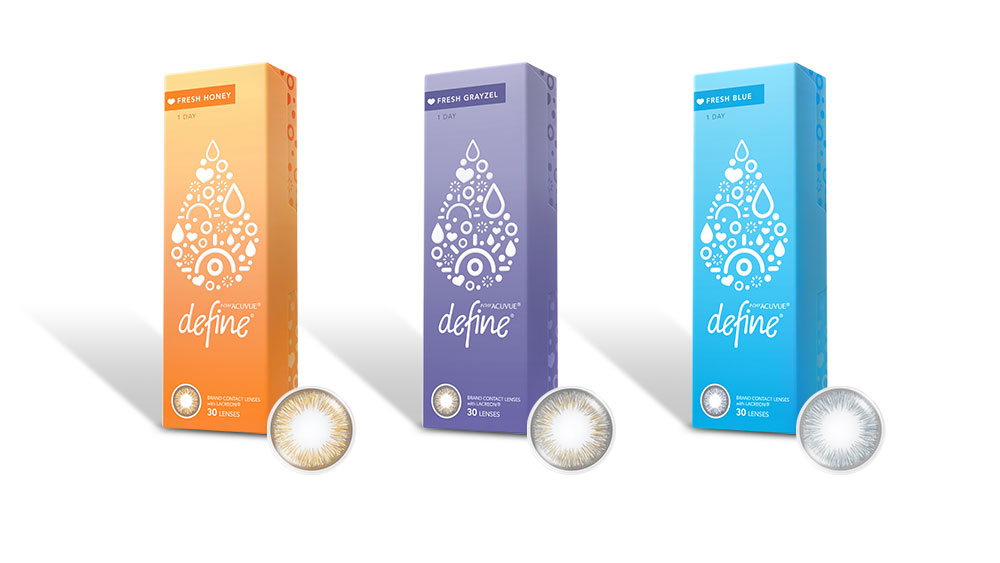 FRESH HONEY
1 DAY
1·DAY ACUVUE®
define®
BRAND CONTACT LENSES
with LACREON®
30 LENSES
FRESH GRAYZEL
1 DAY
1·DAY ACUVUE®
define®
BRAND CONTACT LENSES
with LACREON®
30 LENSES
FRESH BLUE
1 DAY
1·DAY ACUVUE®
define®
BRAND CONTACT LENSES
with LACREON®
30 LENSES